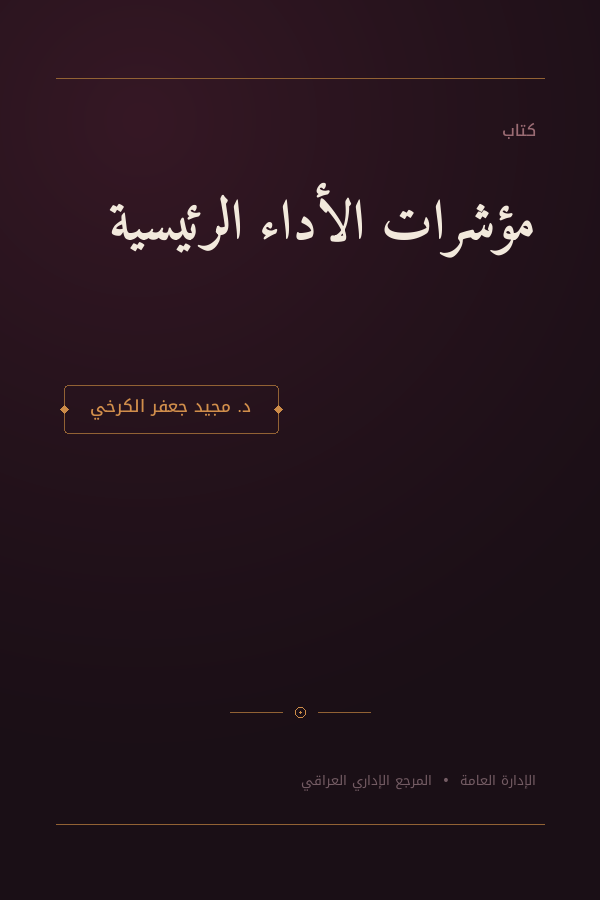 كتاب
مؤشرات الأداء الرئيسية
د. مجيد جعفر الكرخي
الإدارة العامة • المرجع الإداري العراقي